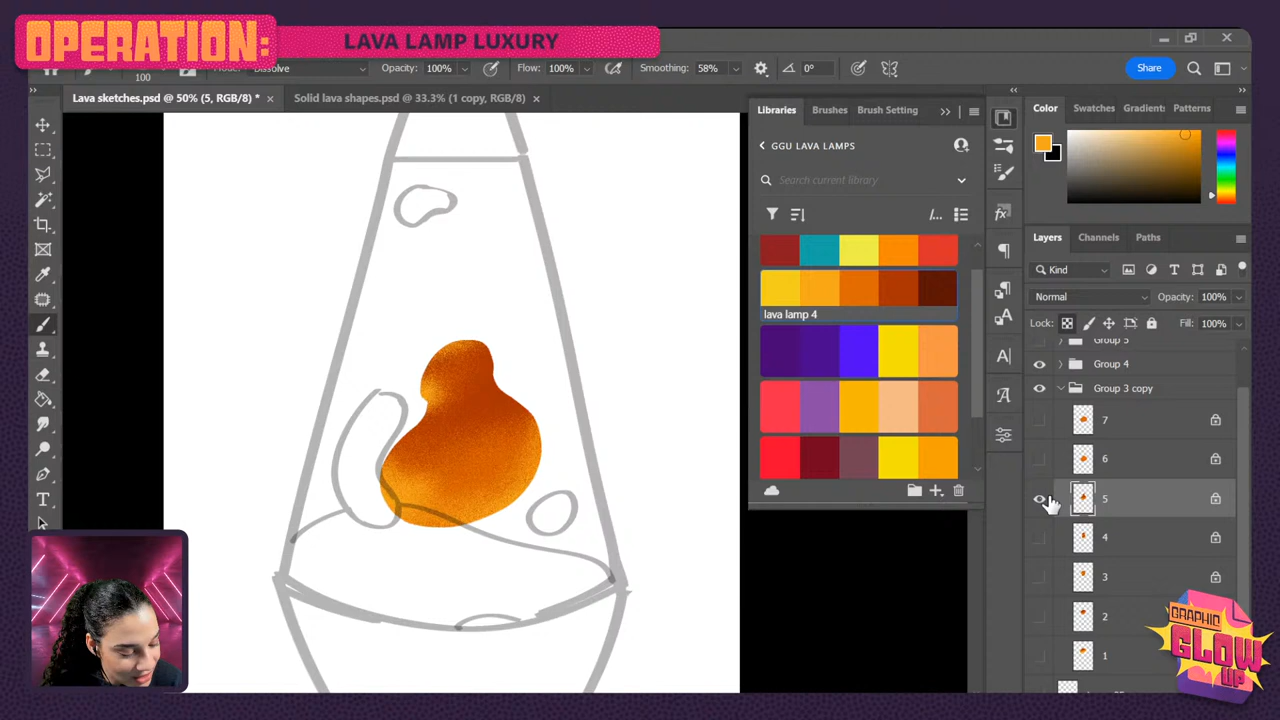 OPERATION:
LAVA LAMP LUXURY
100
Mode: Dissolve
Opacity: 100%
Flow: 100%
Smoothing: 58%
0°
Share
Lava sketches.psd @ 50% (5, RGB/8) *
Solid lava shapes.psd @ 33.3% (1 copy, RGB/8)
Libraries
Brushes
Brush Setting
Color
Swatches
Gradient:
Patterns
GGU LAVA LAMPS
Search current library
lava lamp 4
Layers
Channels
Paths
Kind
Normal
Opacity: 100%
Lock:
Fill: 100%
Group 5
Group 4
Group 3 copy
7
6
5
4
3
2
1
GRAPHIC
GLOW
UP